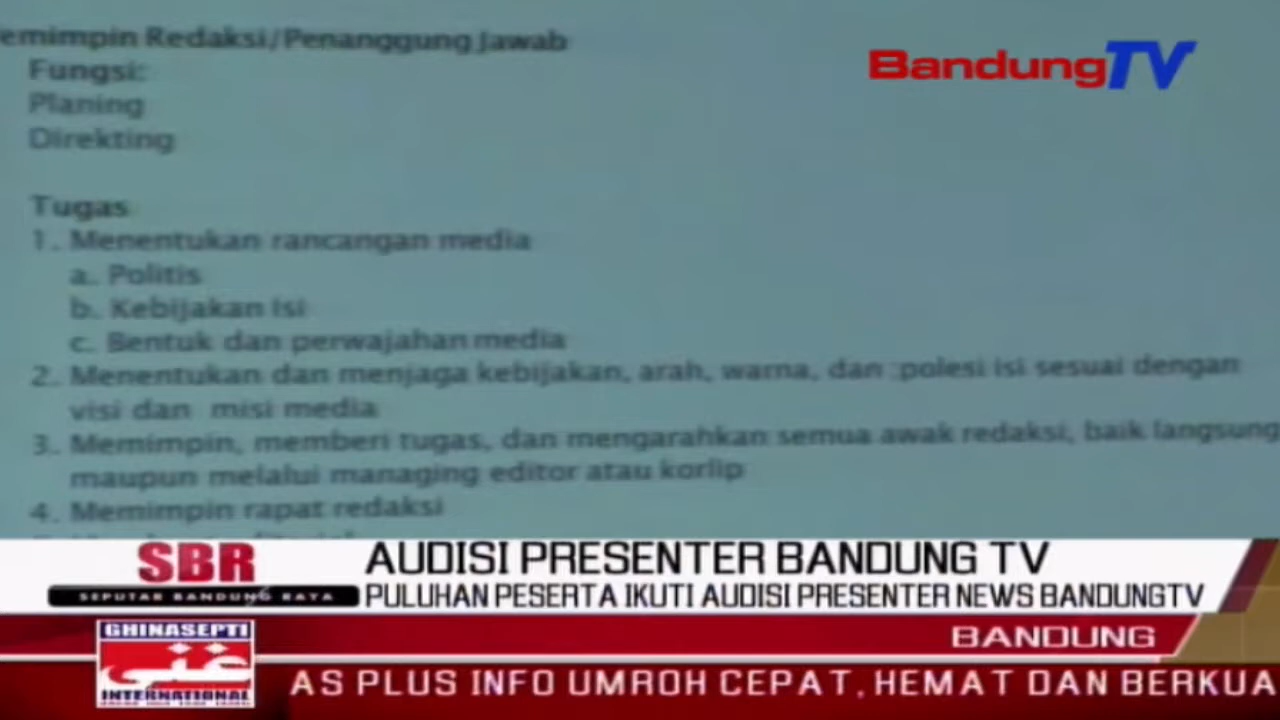 emimpin Redaksi/Penanggung Jawab
BandungTV
Fungsi:
Planing
Direkting
Tugas
1. Menentukan rancangan media
a. Politis
b. Kebijakan Isi
c. Bentuk dan perwajahan media
2. Menentukan dan menjaga kebijakan, arah, warna, dan :polesi isi sesuai dengan
visi dan misi media
3. Memimpin, memberi tugas, dan mengarahkan semua awak redaksi, baik langsung
maupun melalui managing editor atau korlip
4. Memimpin rapat redaksi
SBR
SEPUTAR BANDUNG RAYA
AUDISI PRESENTER BANDUNG TV
PULUHAN PESERTA IKUTI AUDISI PRESENTER NEWS BANDUNGTV
BANDUNG
GHINASEPTI
غنى
INTERNATIONAL
AS PLUS INFO UMROH CEPAT, HEMAT DAN BERKUA